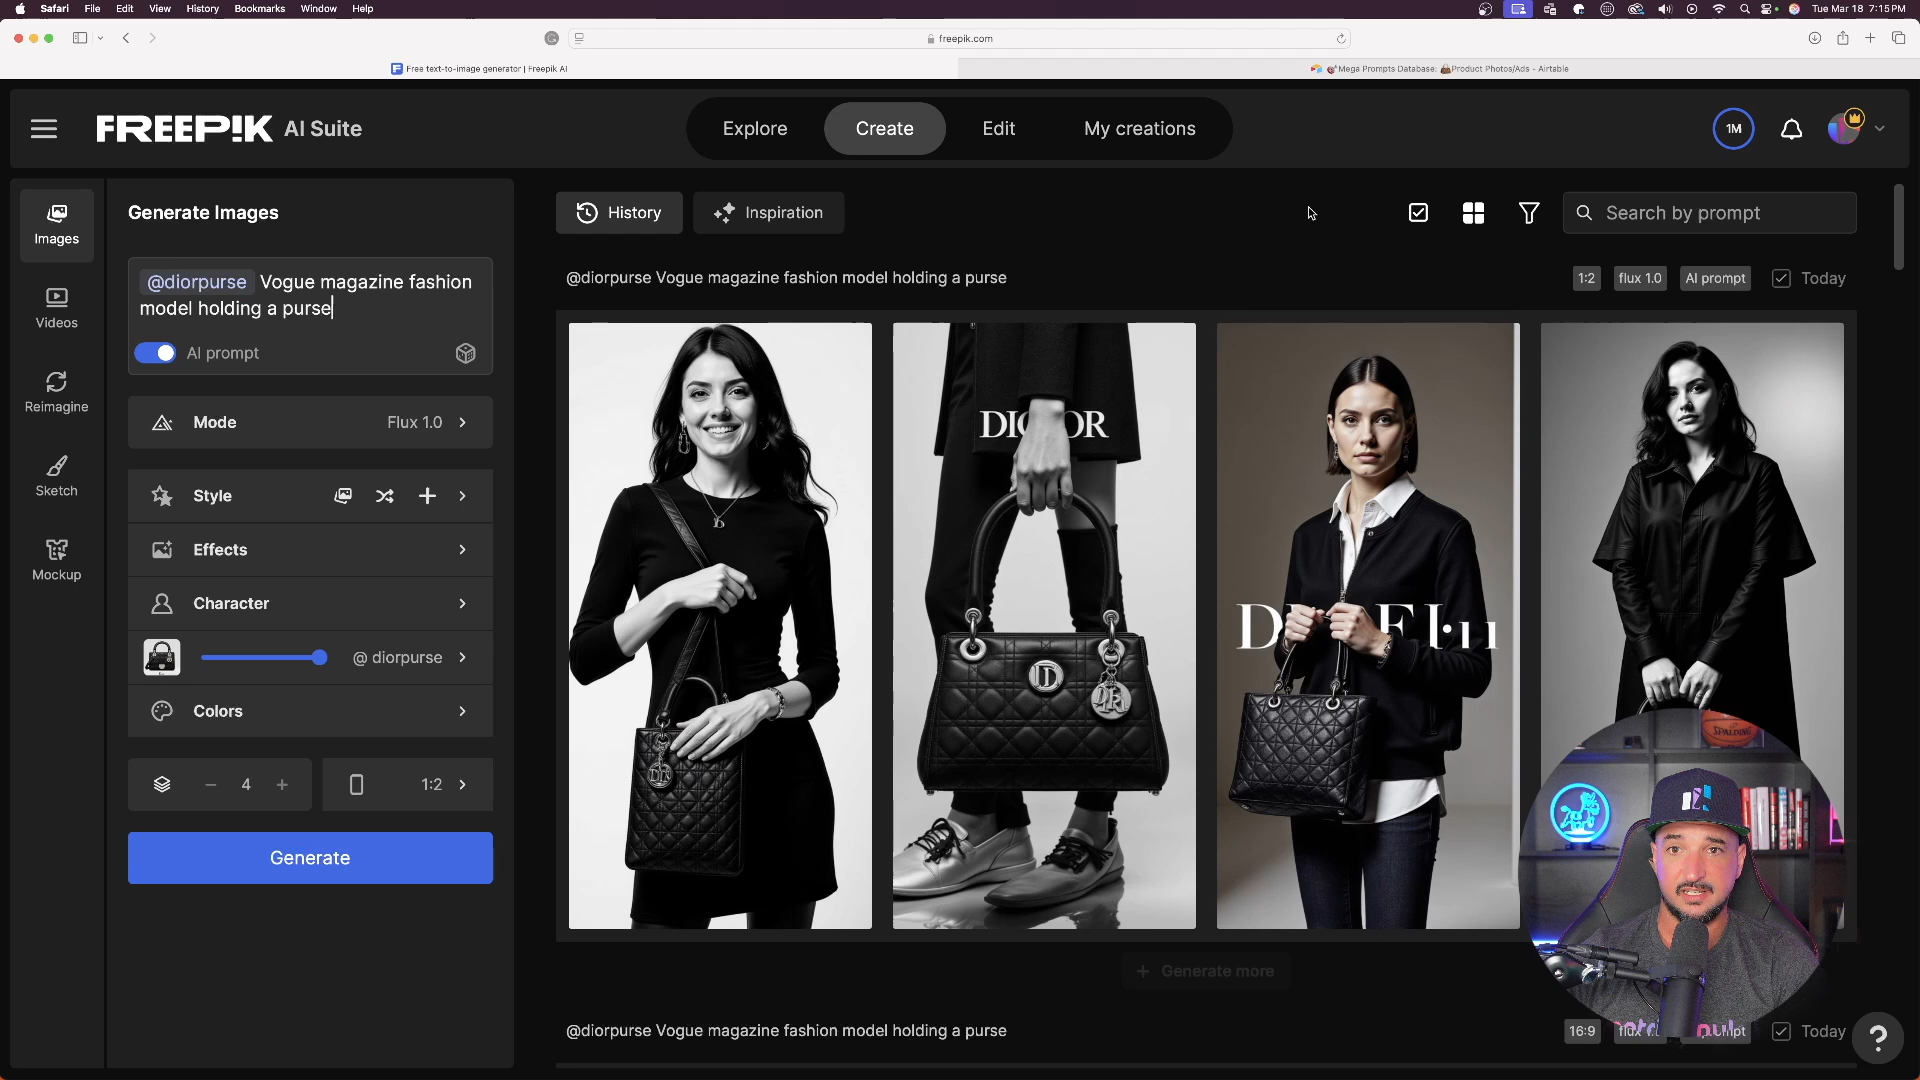 Safari File Edit View History Bookmarks Window Help
Tue Mar 18 7:15 PM
freepik.com
Free text-to-image generator | Freepik AI
Mega Prompts Database: Product Photos/Ads - Airtable
FREEP!K AI Suite
Explore
Create
Edit
My creations
1M
Images
Videos
Reimagine
Sketch
Mockup
Generate Images
@diorpurse Vogue magazine fashion
model holding a purse
AI prompt
Mode Flux 1.0
Style
Effects
Character
@ diorpurse
Colors
4
1:2
Generate
History
Inspiration
Search by prompt
@diorpurse Vogue magazine fashion model holding a purse
1:2 flux 1.0 AI prompt Today
SPALDING
Generate more
@diorpurse Vogue magazine fashion model holding a purse
16:9
Today
?